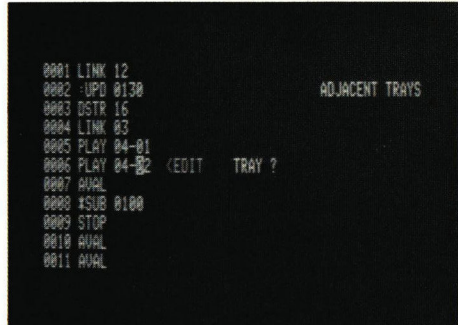 0001 LINK 12
0002 :UPD 0130 ADJACENT TRAYS
0003 DSTR 16
0004 LINK 03
0005 PLAY 04-01
0006 PLAY 04-02 <EDIT TRAY ?
0007 AVAL
0008 *SUB 0100
0009 STOP
0010 AVAL
0011 AVAL